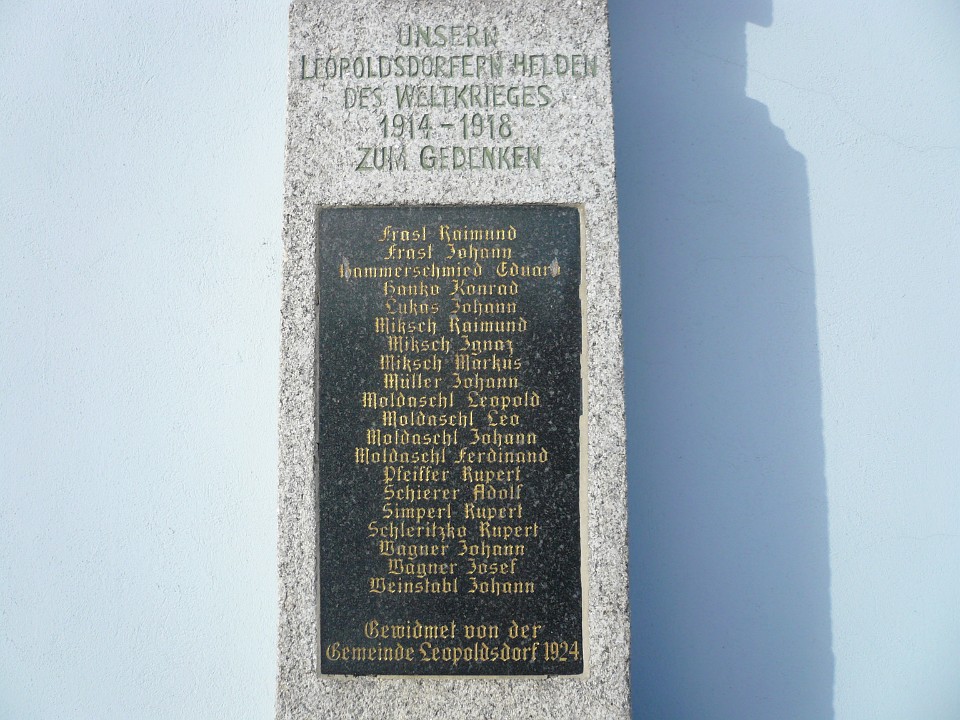 UNSERN
LEOPOLDSDORFERN HELDEN
DES WELTKRIEGES
1914-1918
ZUM GEDENKEN
Frasl Raimund
Frast Johann
Hammerschmied Eduard
Hanko Konrad
Lukas Johann
Miksch Raimund
Miksch Ignaz
Miksch Markus
Müller Johann
Moldaschl Leopold
Moldaschl Leo
Moldaschl Johann
Moldaschl Ferdinand
Pfeiffer Rupert
Schierer Adolf
Simperl Rupert
Schleritzko Rupert
Wagner Johann
Wagner Josef
Weinstabl Johann
Gewidmet von der
Gemeinde Leopoldsdorf 1924